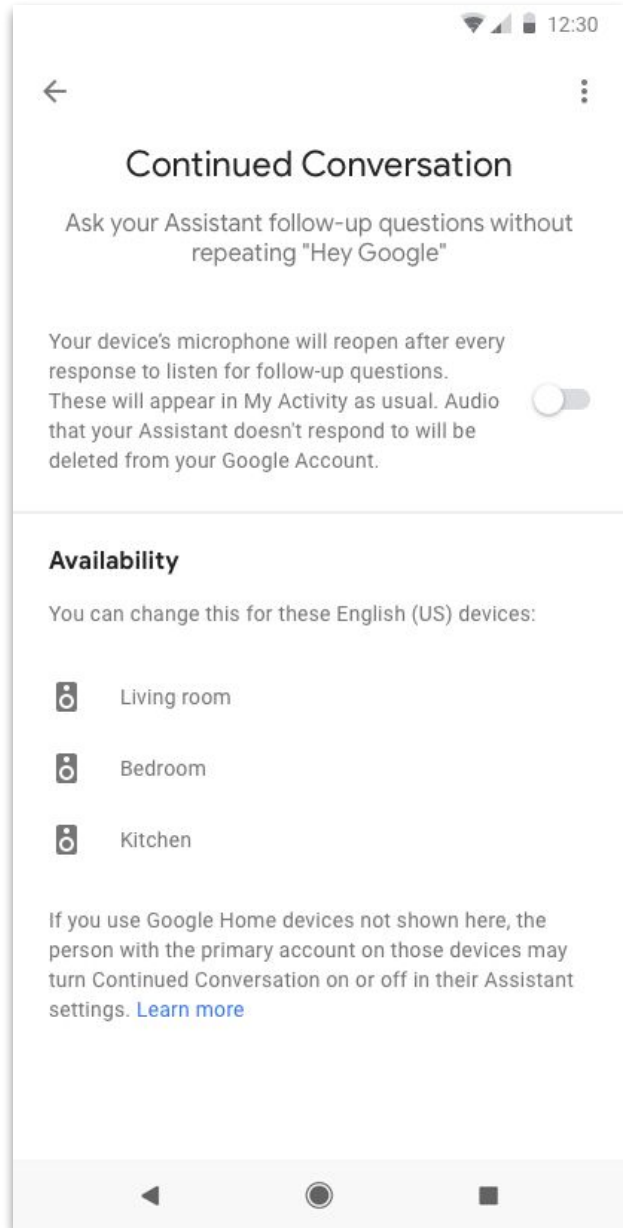 12:30
Continued Conversation
Ask your Assistant follow-up questions without
repeating "Hey Google"
Your device's microphone will reopen after every
response to listen for follow-up questions.
These will appear in My Activity as usual. Audio
that your Assistant doesn't respond to will be
deleted from your Google Account.
Availability
You can change this for these English (US) devices:
Living room
Bedroom
Kitchen
If you use Google Home devices not shown here, the
person with the primary account on those devices may
turn Continued Conversation on or off in their Assistant
settings. Learn more